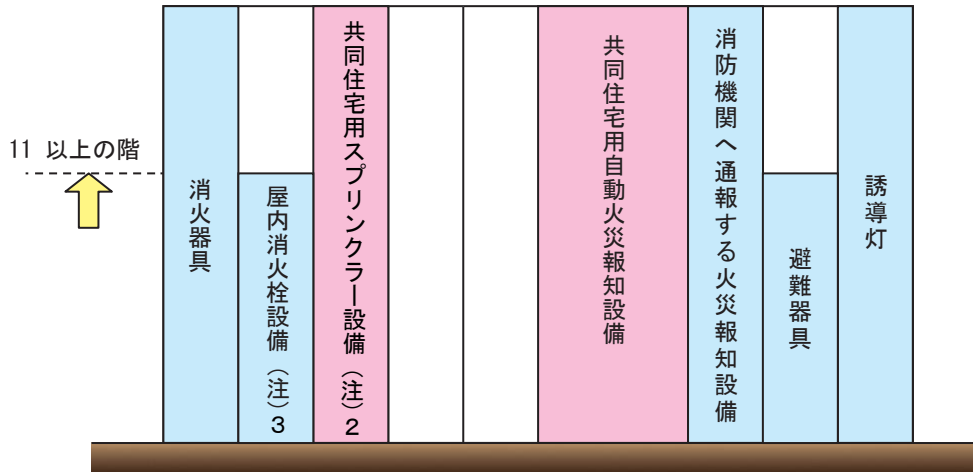 11 以上の階
消火器具
屋内消火栓設備（注）3
共同住宅用スプリンクラー設備（注）2
共同住宅用自動火災報知設備
消防機関へ通報する火災報知設備
避難器具
誘導灯